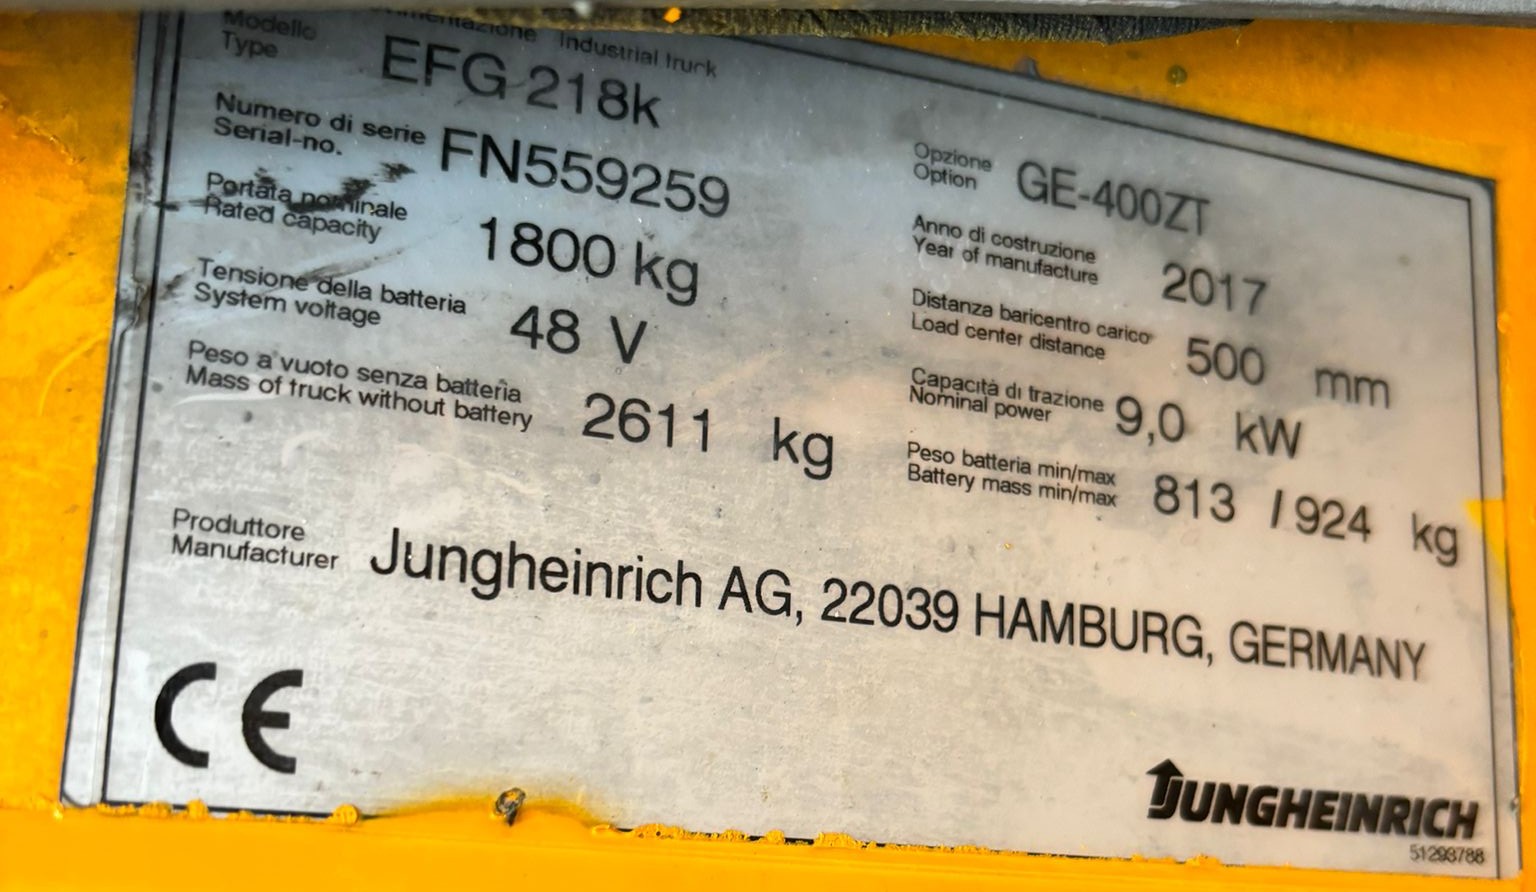 Industrial truck
Modello
Type
EFG 218k
Numero di serie
Serial-no.
FN559259
Opzione
Option
GE-400ZT
Portata nominale
Rated capacity
1800 kg
Anno di costruzione
Year of manufacture
2017
Tensione della batteria
System voltage
48 V
Distanza baricentro carico
Load center distance
500 mm
Peso a vuoto senza batteria
Mass of truck without battery
2611 kg
Capacità di trazione
Nominal power
9,0 kW
Peso batteria min/max
Battery mass min/max
813 / 924 kg
Produttore
Manufacturer
Jungheinrich AG, 22039 HAMBURG, GERMANY
CE
JUNGHEINRICH
51293788